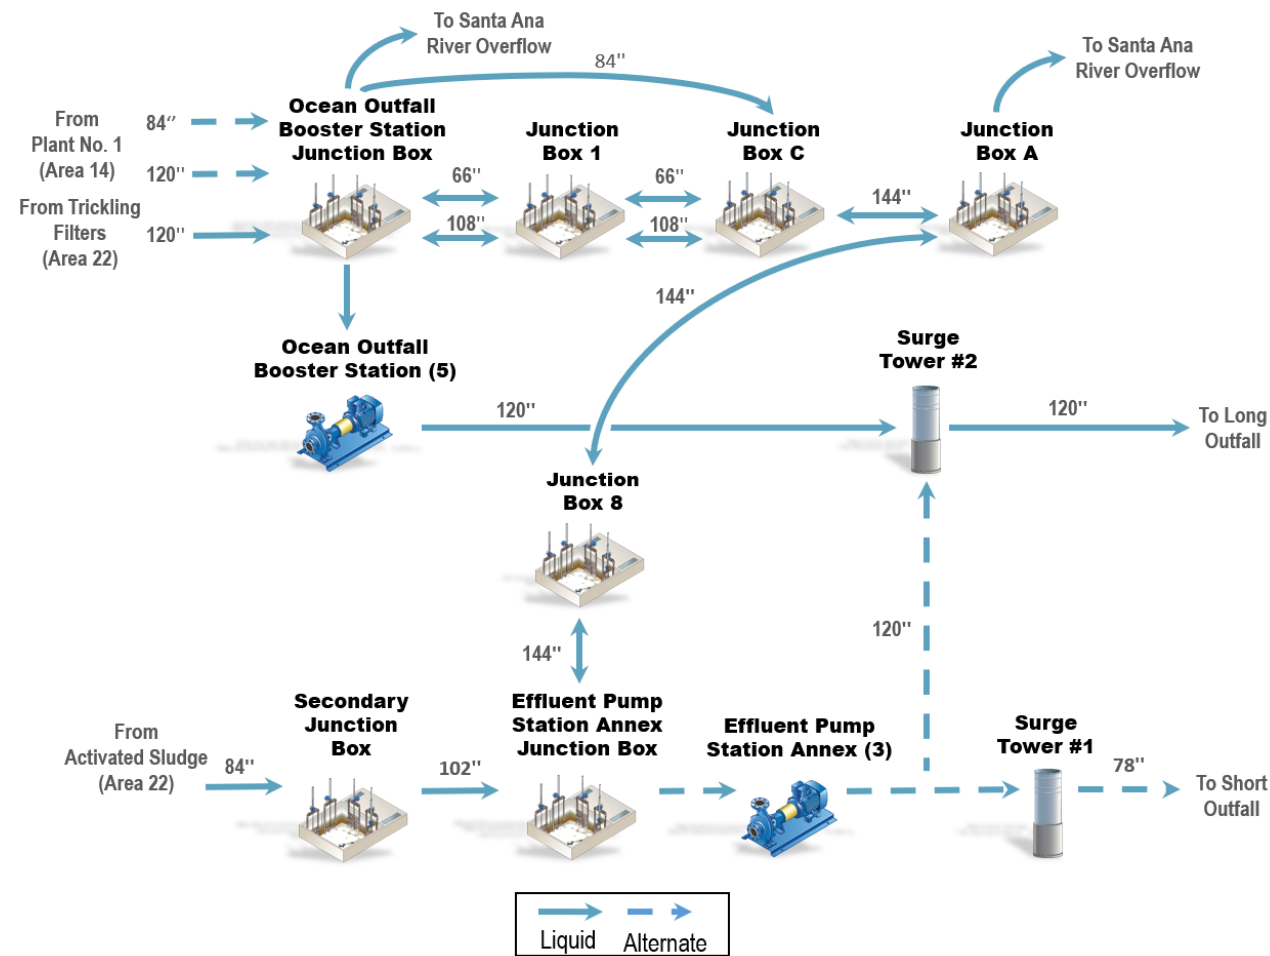 To Santa Ana
River Overflow
84"
To Santa Ana
River Overflow
From
Plant No. 1
(Area 14)
84"
120"
From Trickling
Filters
(Area 22)
120"
Ocean Outfall
Booster Station
Junction Box
66"
108"
Junction
Box 1
66"
108"
Junction
Box C
144"
Junction
Box A
144"
Ocean Outfall
Booster Station (5)
120"
Surge
Tower #2
120"
To Long
Outfall
Junction
Box 8
144"
120"
From
Activated Sludge
(Area 22)
84"
Secondary
Junction
Box
102"
Effluent Pump
Station Annex
Junction Box
Effluent Pump
Station Annex (3)
Surge
Tower #1
78"
To Short
Outfall
Liquid
Alternate